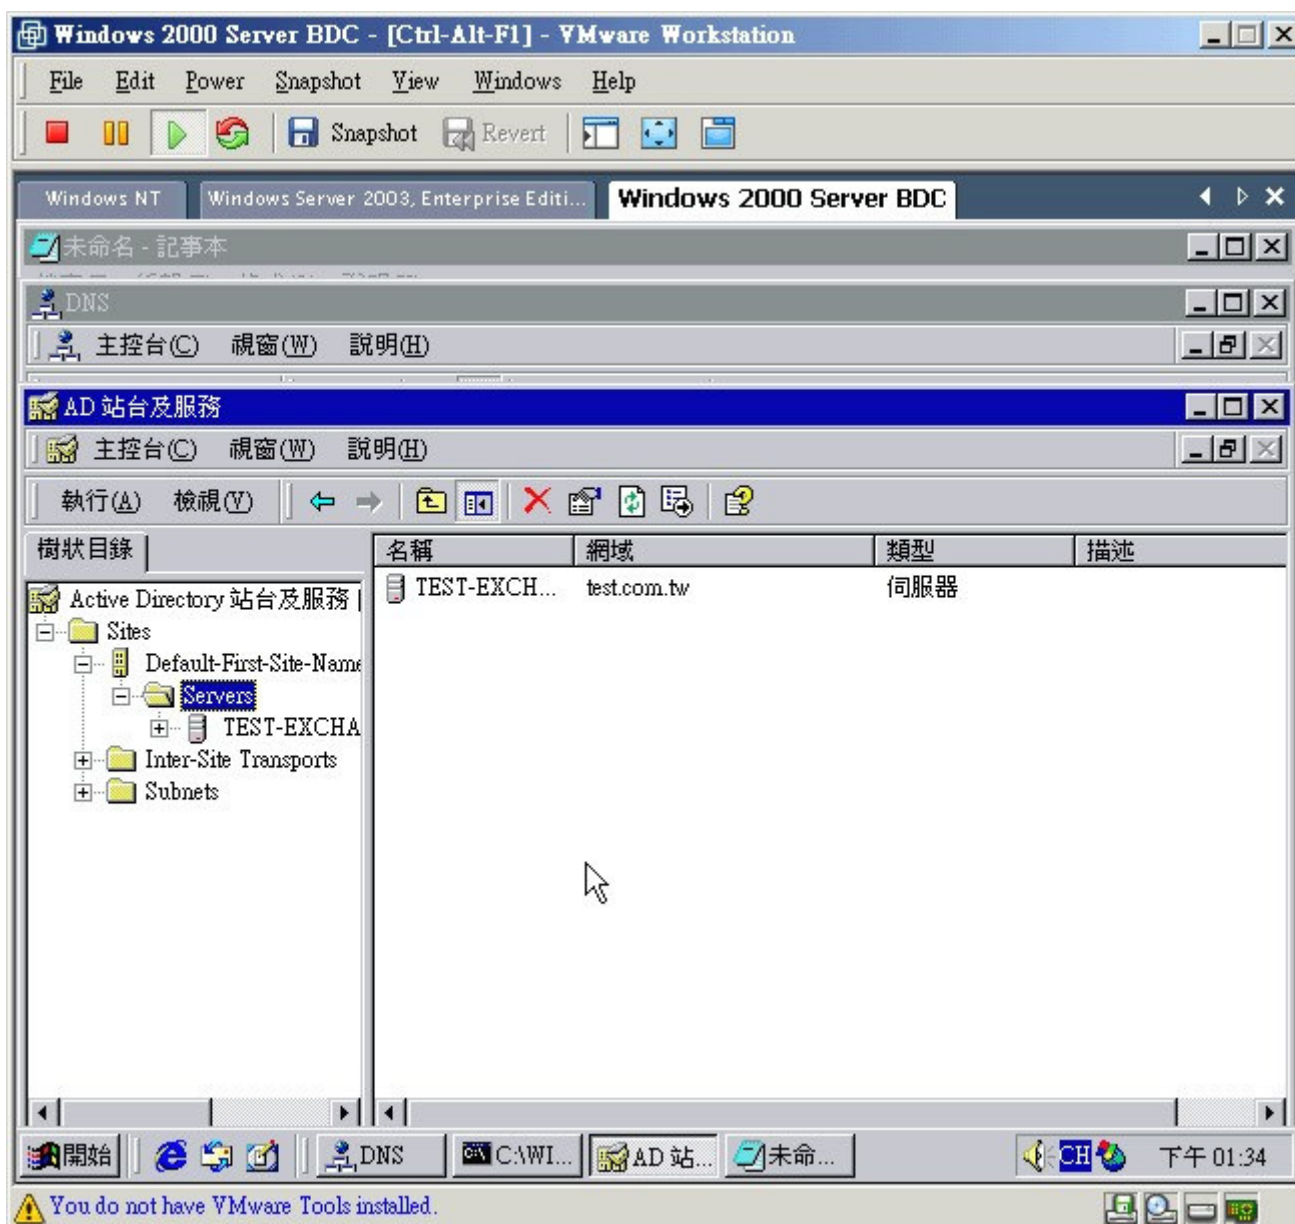 Windows 2000 Server BDC - [Ctrl-Alt-F1] - VMware Workstation
File Edit Power Snapshot View Windows Help
Snapshot Revert
Windows NT Windows Server 2003, Enterprise Editi... Windows 2000 Server BDC
未命名 - 記事本
DNS
主控台(C) 視窗(W) 說明(H)
AD 站台及服務
主控台(C) 視窗(W) 說明(H)
執行(A) 檢視(V)
樹狀目錄 名稱 網域 類型 描述
Active Directory 站台及服務 [
TEST-EXCH... test.com.tw 伺服器
Sites
Default-First-Site-Name
Servers
TEST-EXCHA
Inter-Site Transports
Subnets
開始 DNS C:\WI... AD 站... 未命... CH 下午 01:34
You do not have VMware Tools installed.